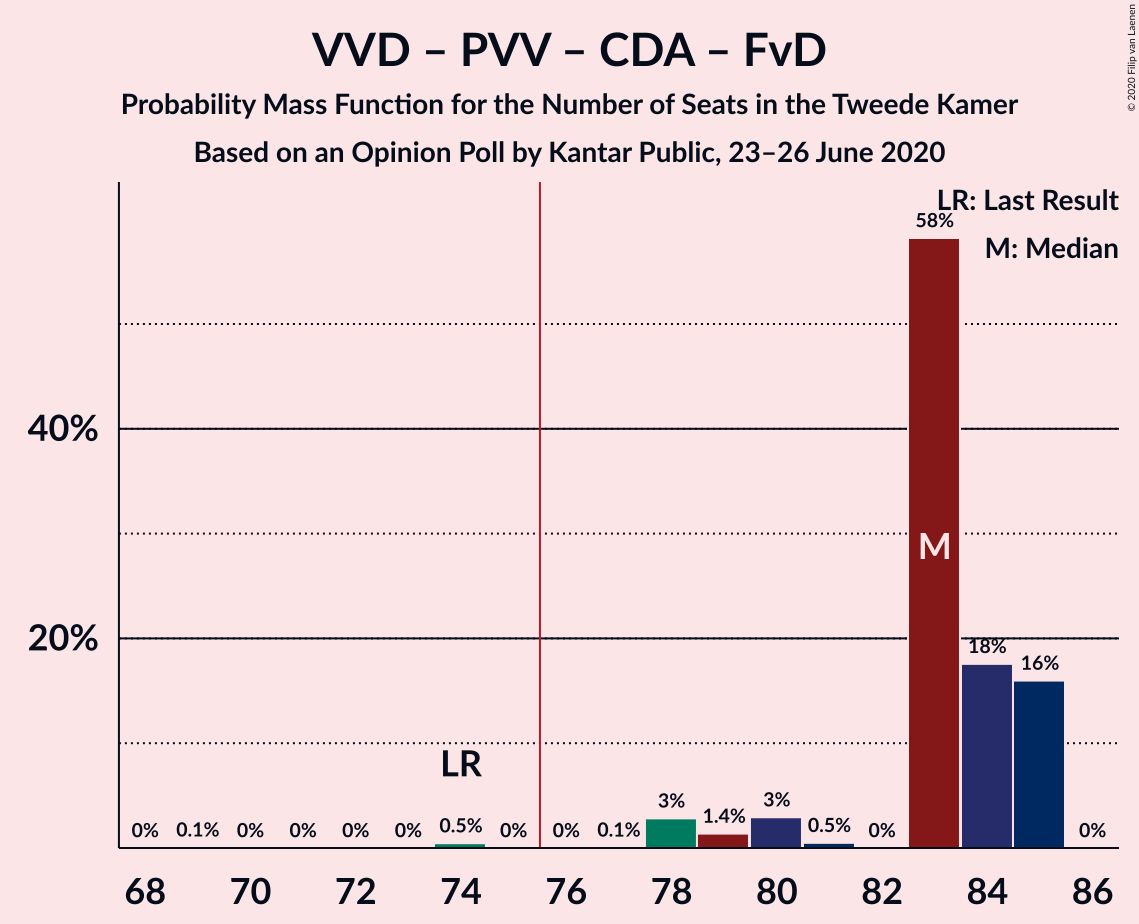 VVD – PVV – CDA – FvD
Probability Mass Function for the Number of Seats in the Tweede Kamer
Based on an Opinion Poll by Kantar Public, 23–26 June 2020
© 2020 Filip van Laenen
LR: Last Result
M: Median
58%
40%
M
20%
18%
16%
LR
0% 0.1% 0% 0% 0% 0% 0.5% 0% 0% 0.1% 3% 1.4% 3% 0.5% 0% 0%
68 70 72 74 76 78 80 82 84 86